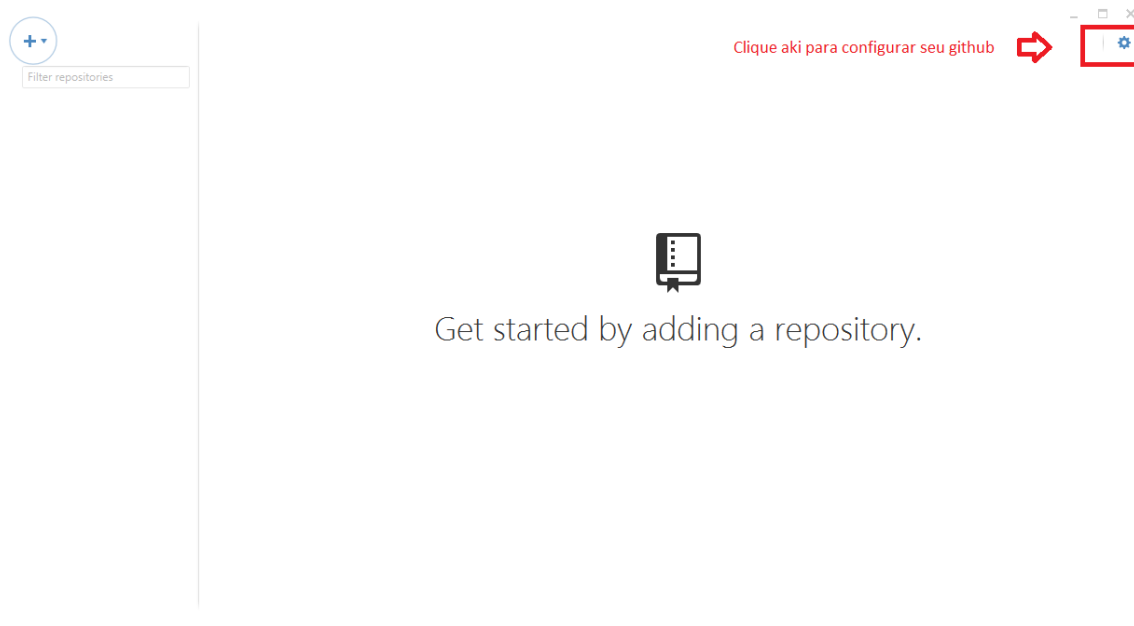 Clique aki para configurar seu github
Filter repositories
Get started by adding a repository.